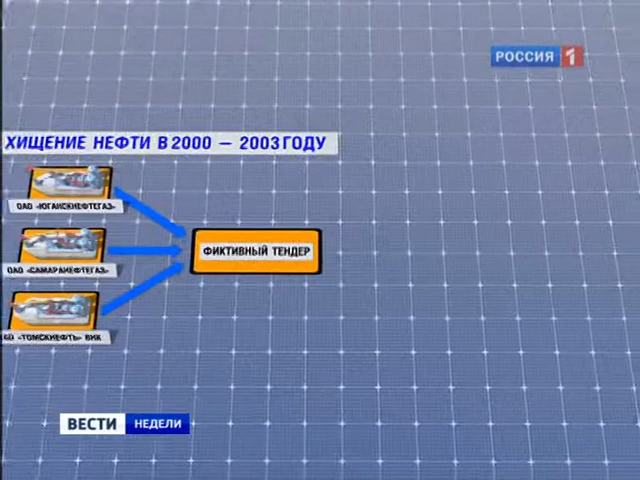 РОССИЯ 1
ХИЩЕНИЕ НЕФТИ В 2000 – 2003 ГОДУ
ОАО «ЮГАНСКНЕФТЕГАЗ»
ФИКТИВНЫЙ ТЕНДЕР
ОАО «САМАРАНЕФТЕГАЗ»
ОАО «ТОМСКНЕФТЬ» ВНК
ВЕСТИ НЕДЕЛИ